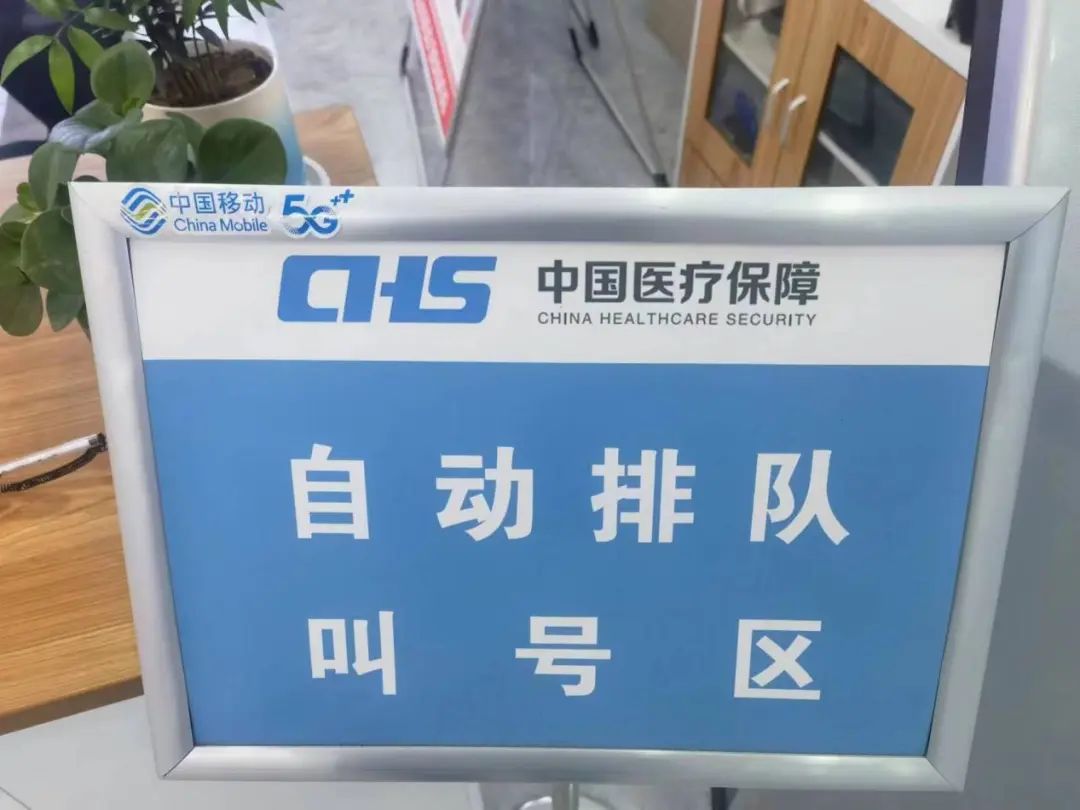 中国移动
China Mobile
5G++
CHS
中国医疗保障
CHINA HEALTHCARE SECURITY
自动排队
叫号区